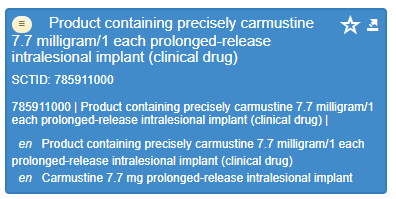 Product containing precisely carmustine
7.7 milligram/1 each prolonged-release
intralesional implant (clinical drug)
SCTID: 785911000
785911000 | Product containing precisely carmustine 7.7 milligram/1
each prolonged-release intralesional implant (clinical drug) |
en Product containing precisely carmustine 7.7 milligram/1 each
prolonged-release intralesional implant (clinical drug)
en Carmustine 7.7 mg prolonged-release intralesional implant